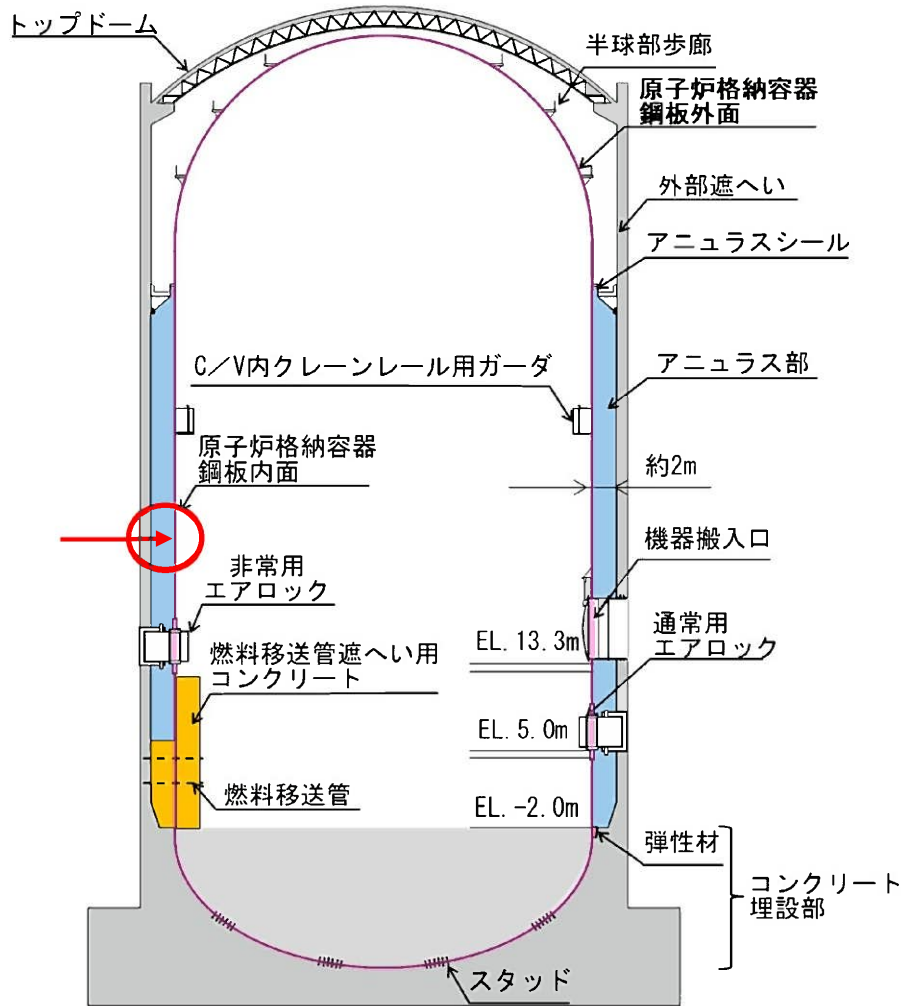 トップドーム
半球部歩廊
原子炉格納容器
鋼板外面
外部遮へい
アニュラスシール
C/V内クレーンレール用ガーダ
アニュラス部
原子炉格納容器
鋼板内面
約2m
機器搬入口
非常用
エアロック
通常用
エアロック
EL. 13.3m
燃料移送管遮へい用
コンクリート
EL. 5.0m
燃料移送管
EL. -2.0m
弾性材
コンクリート
埋設部
スタッド